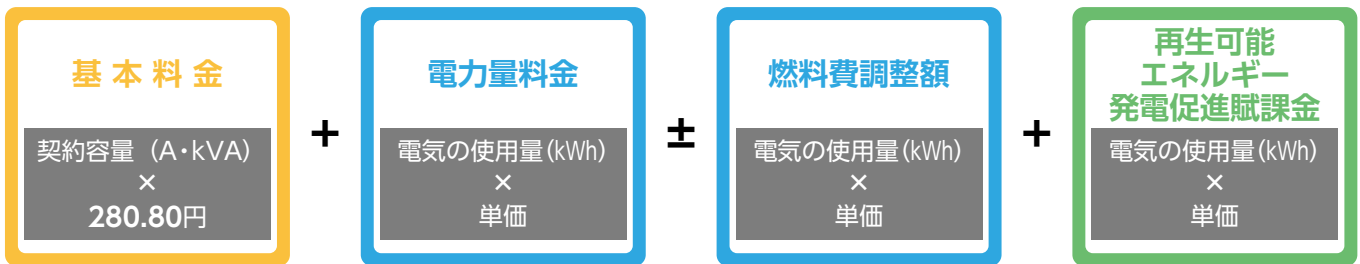 基本料金
契約容量（A・kVA）
×
280.80円
+
電力量料金
電気の使用量(kWh)
×
単価
±
燃料費調整額
電気の使用量(kWh)
×
単価
+
再生可能
エネルギー
発電促進賦課金
電気の使用量(kWh)
×
単価